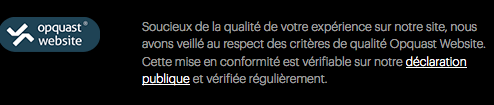 opquast®
website
Soucieux de la qualité de votre expérience sur notre site, nous
avons veillé au respect des critères de qualité Opquast Website.
Cette mise en conformité est vérifiable sur notre déclaration
publique et vérifiée régulièrement.